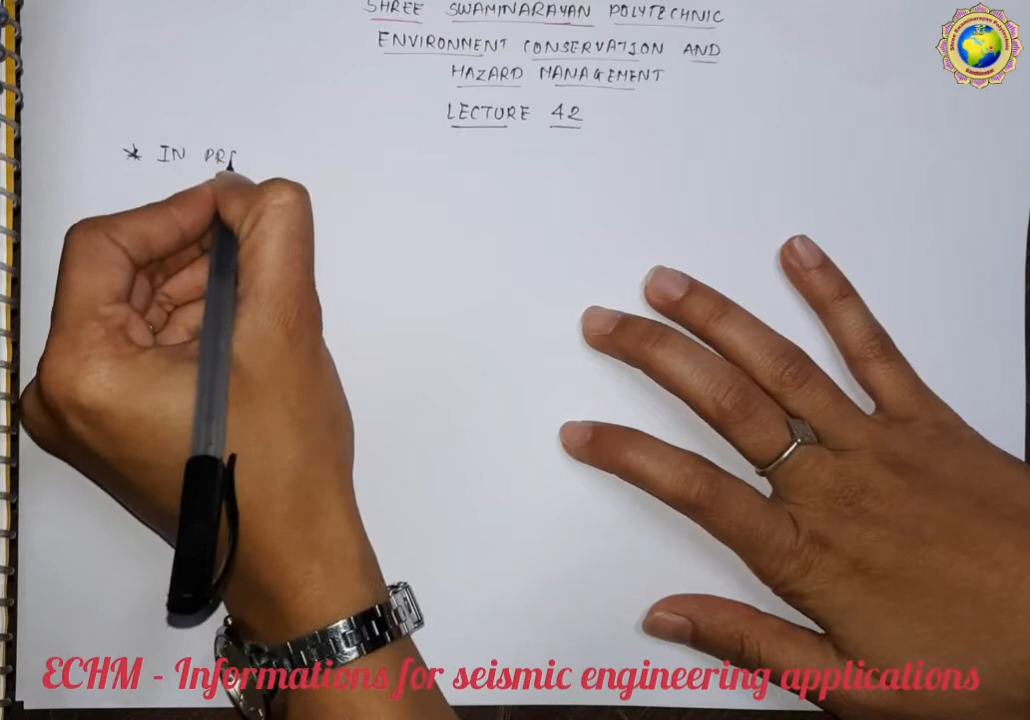 SHREE SWAMINARAYAN POLYTECHNIC
ENVIRONMENT CONSERVATION AND
HAZARD MANAGEMENT
LECTURE 42
* IN PR
ECHM - Informations for seismic engineering applications